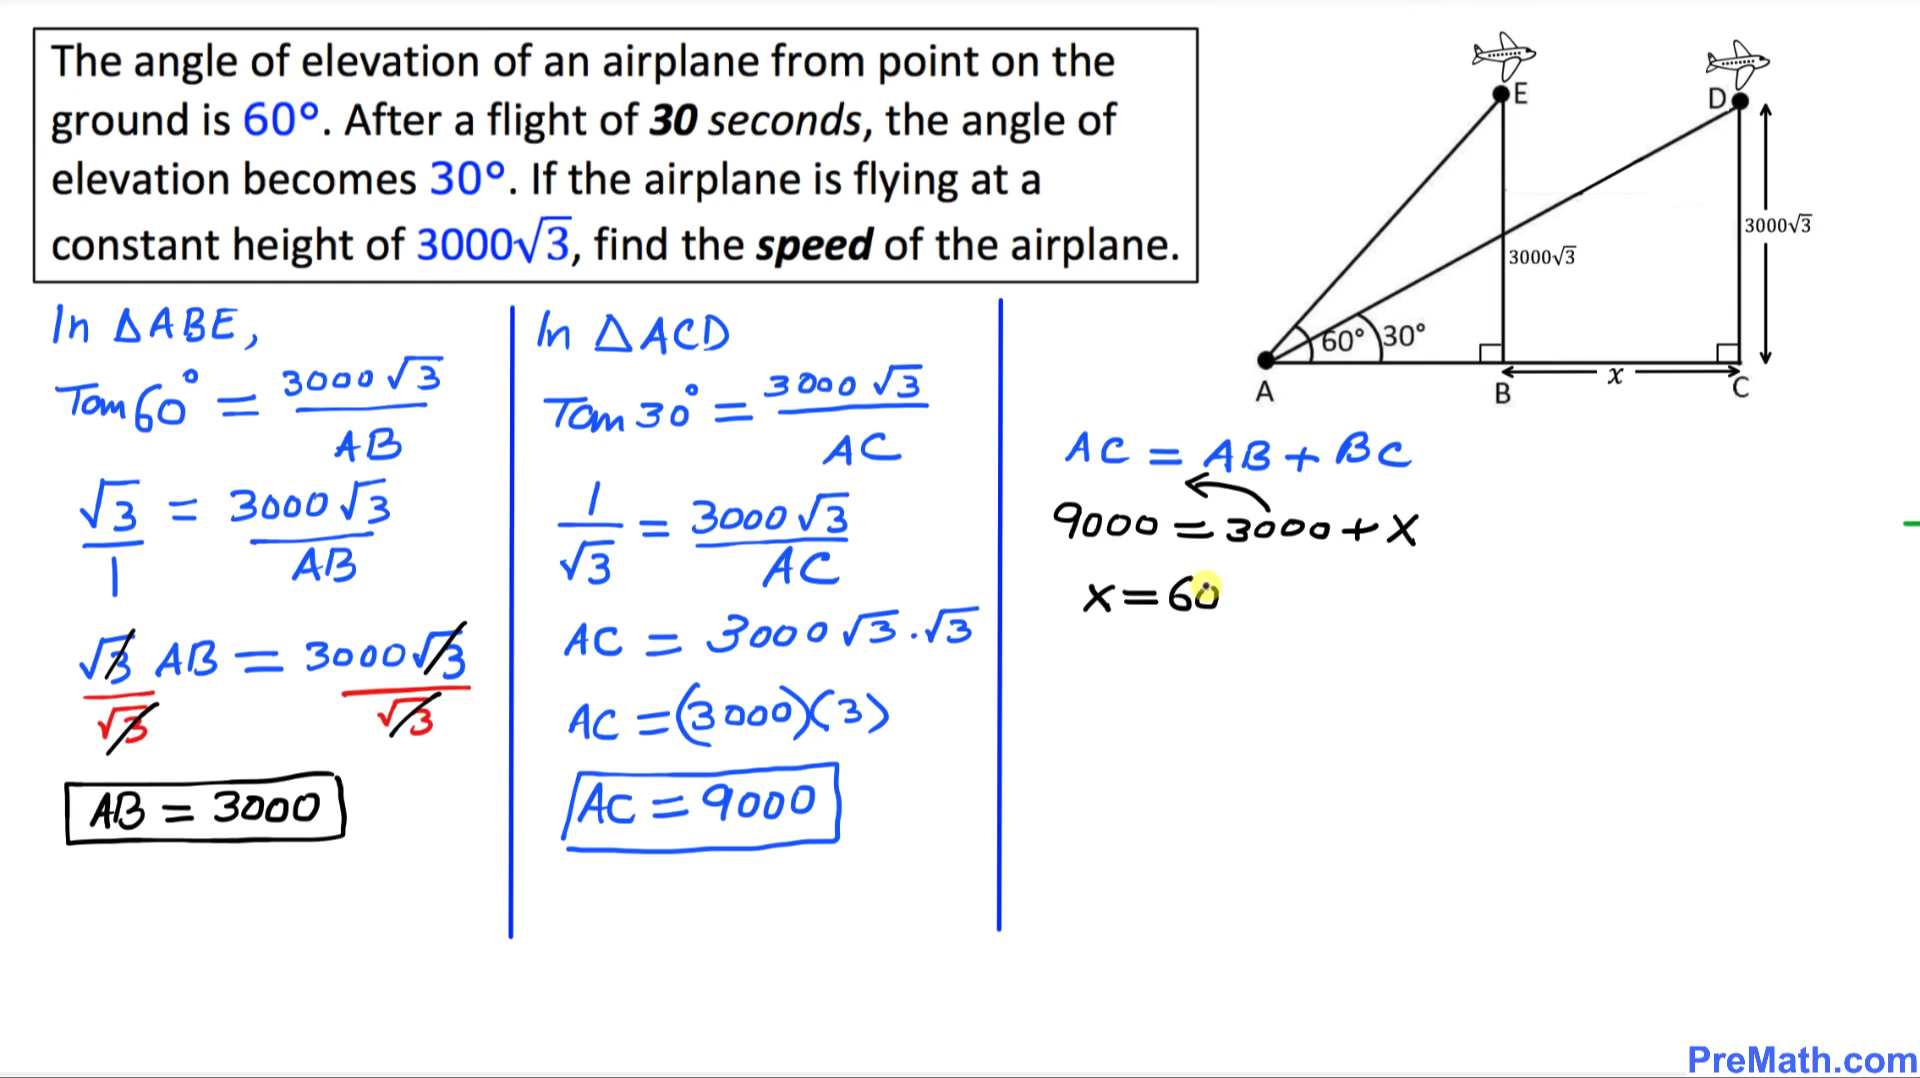 The angle of elevation of an airplane from point on the
ground is 60°. After a flight of 30 seconds, the angle of
elevation becomes 30°. If the airplane is flying at a
constant height of 3000√3, find the speed of the airplane.
E
D
3000√3
3000√3
60°
30°
A
B
x
C
In △ABE,
Tan 60° = 3000√3 / AB
√3 / 1 = 3000√3 / AB
√3 AB / √3 = 3000√3 / √3
AB = 3000
In △ACD
Tan 30° = 3000√3 / AC
1 / √3 = 3000√3 / AC
AC = 3000√3 . √3
AC = (3000)(3)
AC = 9000
AC = AB + BC
9000 = 3000 + X
X = 60
PreMath.com